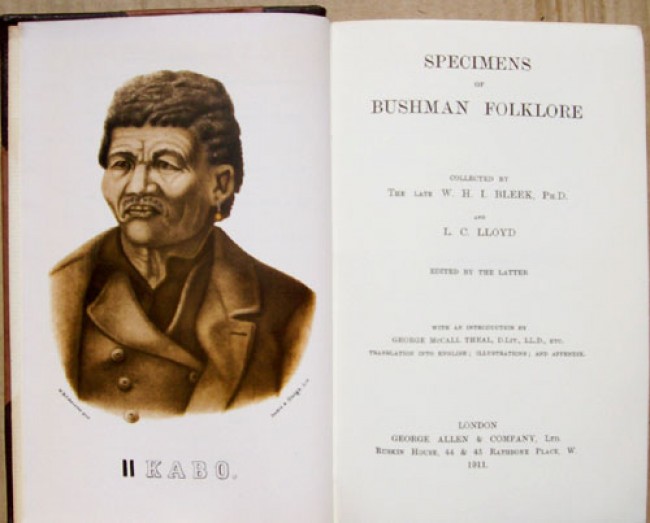 ǁKABO.
SPECIMENS
OF
BUSHMAN FOLKLORE
COLLECTED BY
THE LATE W. H. I. BLEEK, PH.D.
AND
L. C. LLOYD
EDITED BY THE LATTER
WITH AN INTRODUCTION BY
GEORGE McCALL THEAL, D.LIT., LL.D., ETC.
TRANSLATION INTO ENGLISH; ILLUSTRATIONS; AND APPENDIX.
LONDON
GEORGE ALLEN & COMPANY, LTD.
RUSKIN HOUSE, 44 & 45 RATHBONE PLACE, W.
1911.